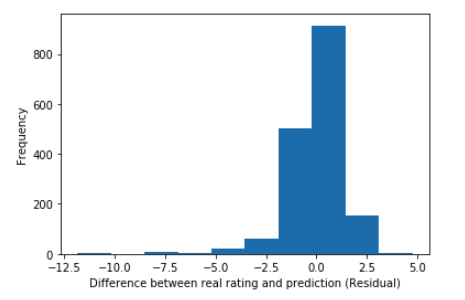 800
600
400
200
0
Frequency
−12.5 −10.0 −7.5 −5.0 −2.5 0.0 2.5 5.0
Difference between real rating and prediction (Residual)